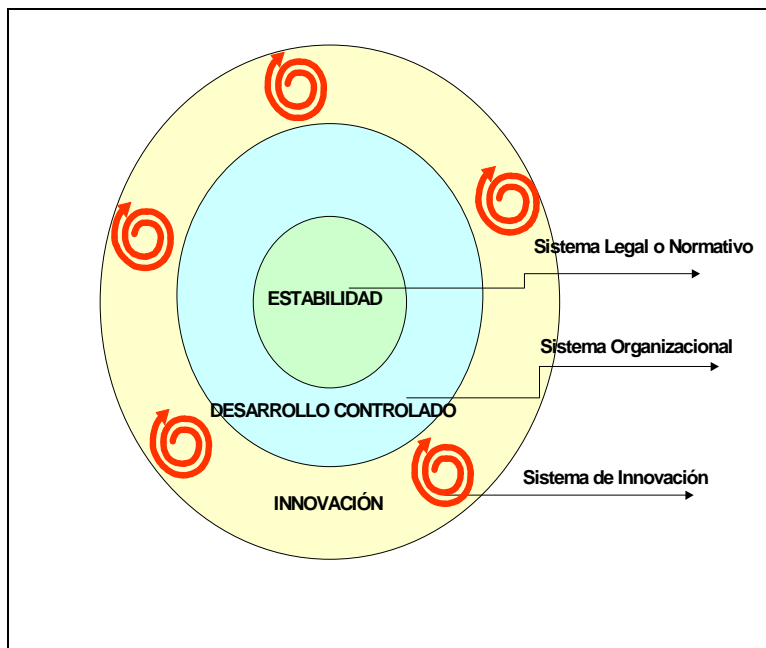 Sistema Legal o Normativo
ESTABILIDAD
Sistema Organizacional
DESARROLLO CONTROLADO
Sistema de Innovación
INNOVACIÓN